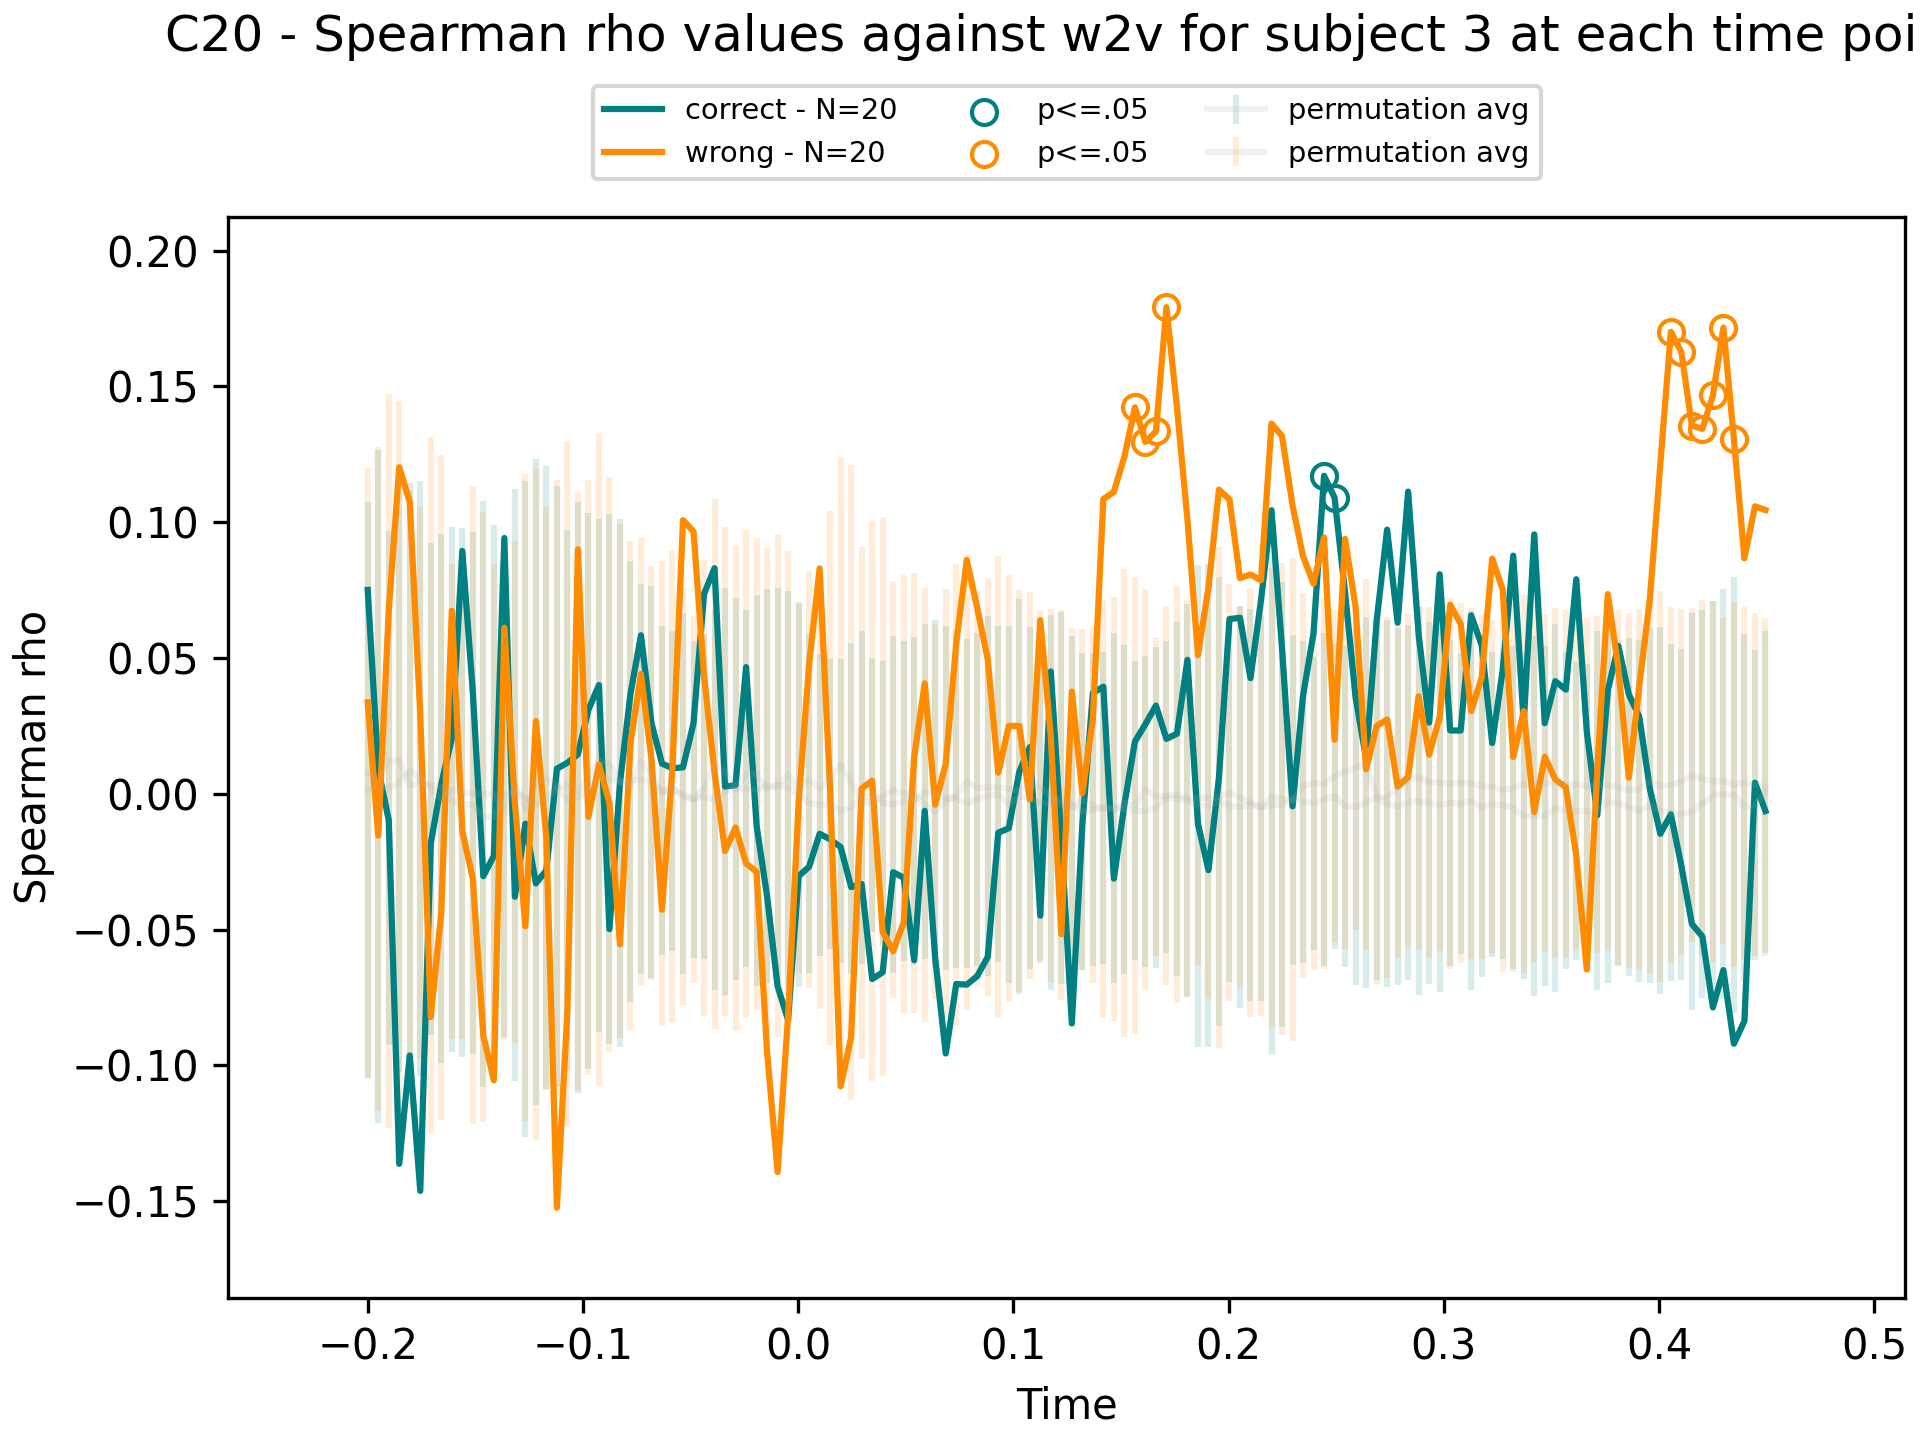 C20 - Spearman rho values against w2v for subject 3 at each time poi
correct - N=20
p<=.05
permutation avg
wrong - N=20
p<=.05
permutation avg
Spearman rho
0.20
0.15
0.10
0.05
0.00
−0.05
−0.10
−0.15
−0.2
−0.1
0.0
0.1
0.2
0.3
0.4
0.5
Time